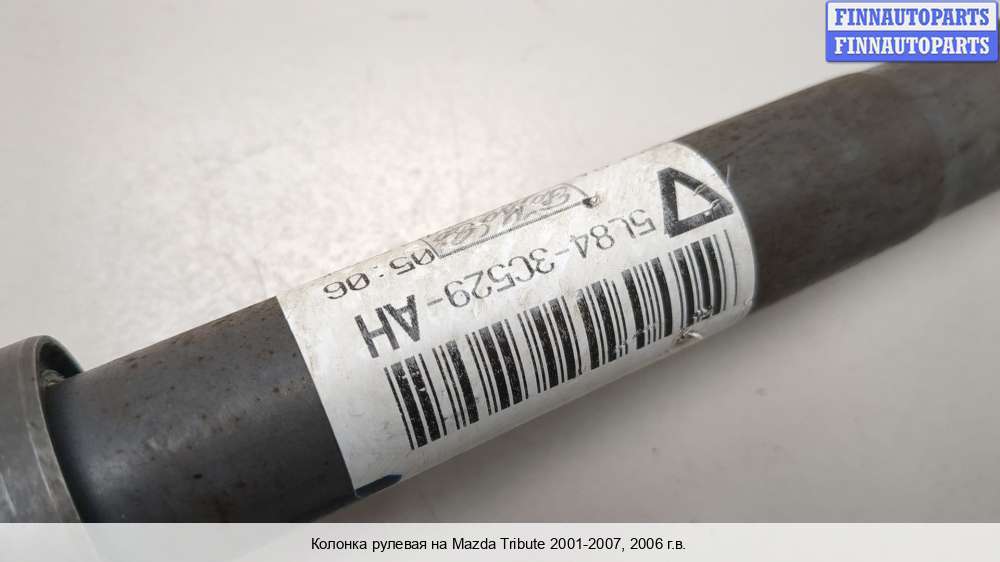 FINNAUTOPARTS
FINNAUTOPARTS
5L84-3C529-
AH
05:06
Колонка рулевая на Mazda Tribute 2001-2007, 2006 г.в.